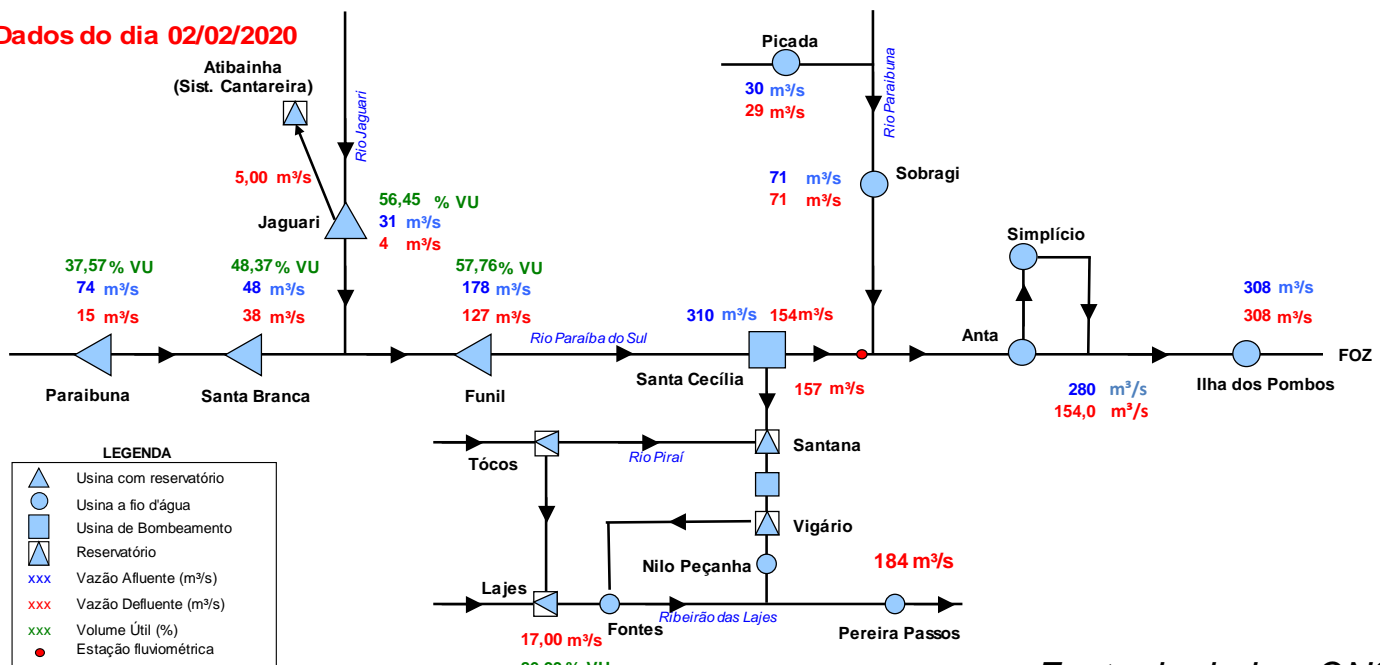 Dados do dia 02/02/2020
Atibainha
(Sist. Cantareira)
Rio Jaguari
5,00 m³/s
Jaguari
56,45 % VU
31 m³/s
4 m³/s
Picada
30 m³/s
29 m³/s
Rio Paraibuna
71 m³/s
71 m³/s
Sobragi
37,57% VU
74 m³/s
15 m³/s
Paraibuna
48,37% VU
48 m³/s
38 m³/s
Santa Branca
57,76% VU
178 m³/s
127 m³/s
Funil
Rio Paraíba do Sul
310 m³/s 154m³/s
Santa Cecília
157 m³/s
Simplício
Anta
280 m³/s
154,0 m³/s
308 m³/s
308 m³/s
Ilha dos Pombos
FOZ
Tócos
Rio Piraí
Santana
Vigário
Nilo Peçanha
184 m³/s
Lajes
Fontes
Ribeirão das Lajes
Pereira Passos
17,00 m³/s
LEGENDA
Usina com reservatório
Usina a fio d'água
Usina de Bombeamento
Reservatório
xxx Vazão Afluente (m³/s)
xxx Vazão Defluente (m³/s)
xxx Volume Útil (%)
Estação fluviométrica